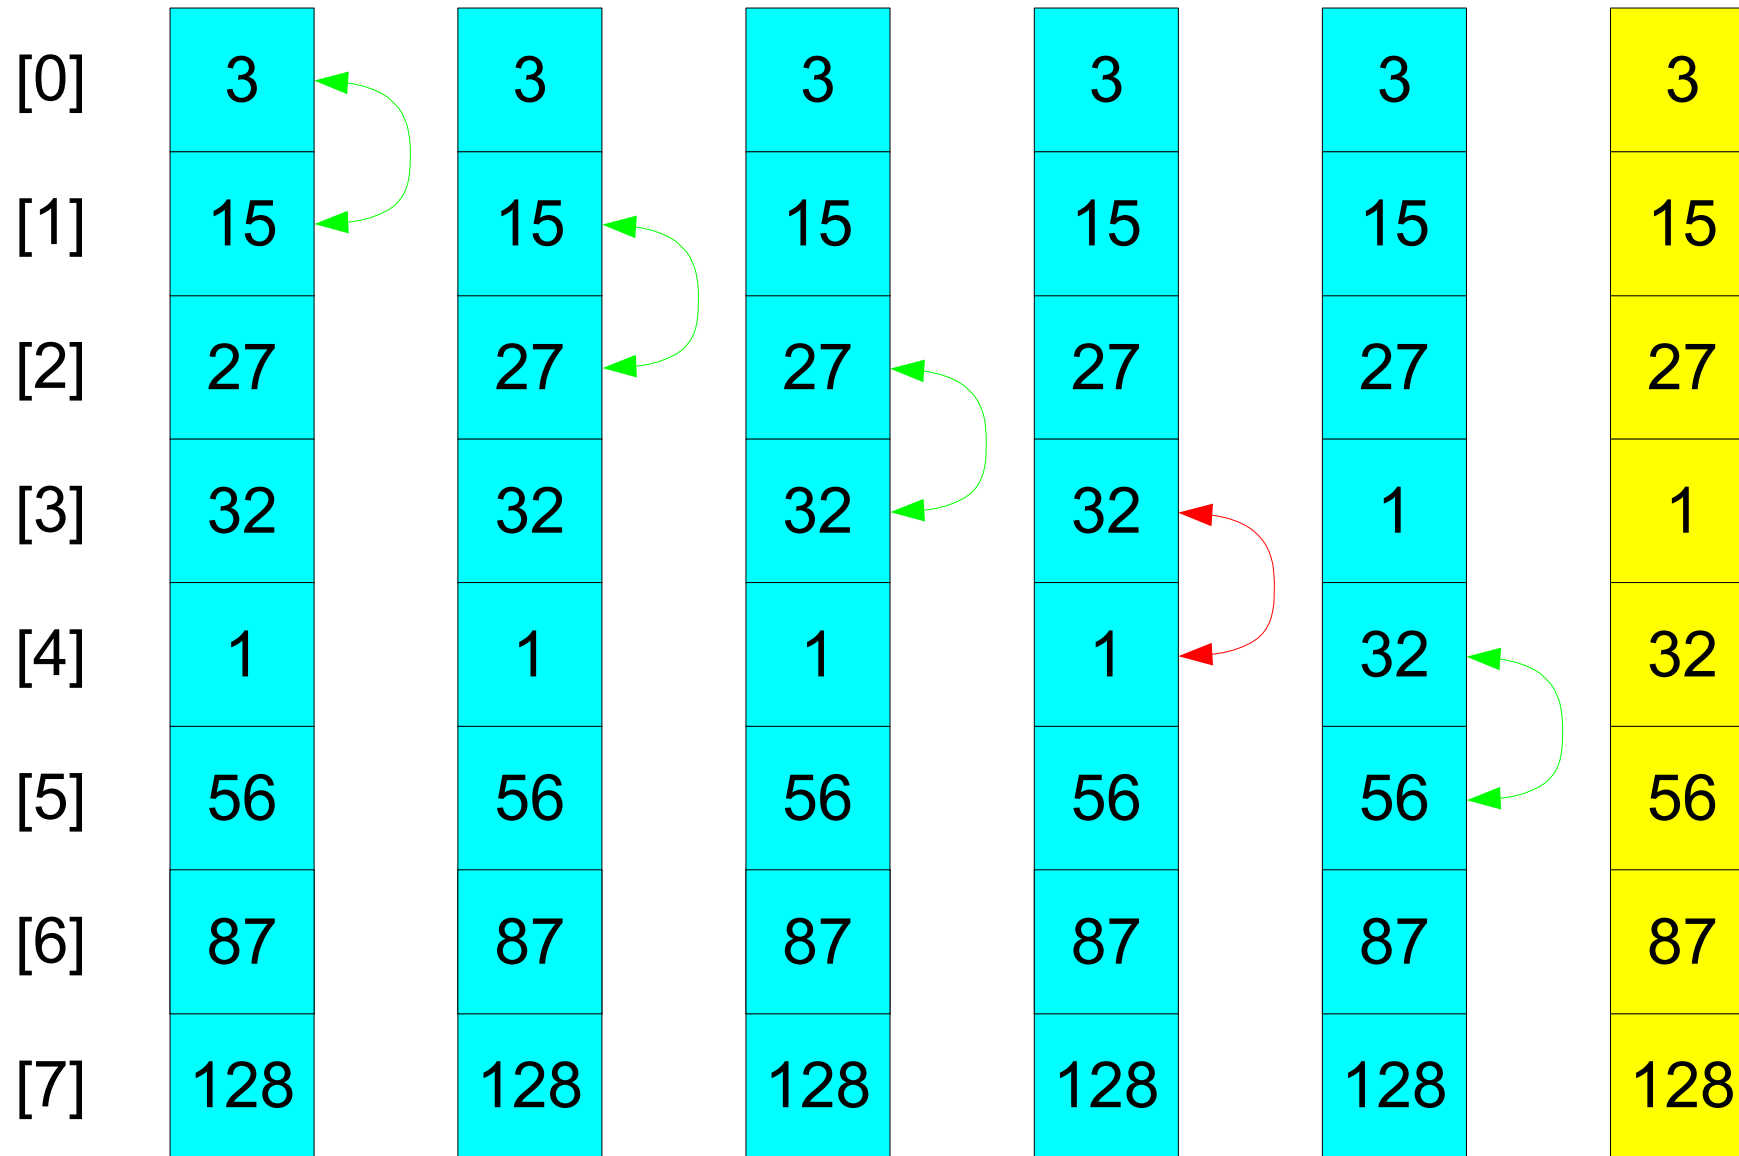 [0] 3 3 3 3 3 3
[1] 15 15 15 15 15 15
[2] 27 27 27 27 27 27
[3] 32 32 32 32 1 1
[4] 1 1 1 1 32 32
[5] 56 56 56 56 56 56
[6] 87 87 87 87 87 87
[7] 128 128 128 128 128 128